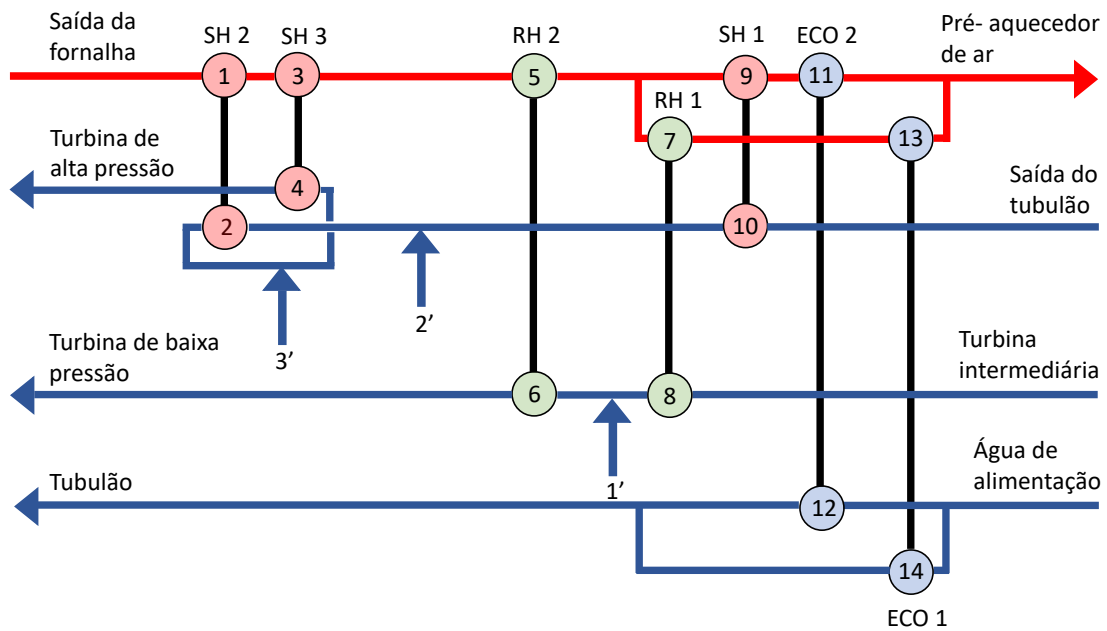 Saída da
fornalha
SH 2
SH 3
RH 2
SH 1
ECO 2
Pré- aquecedor
de ar
1
3
5
9
11
RH 1
7
13
Turbina de
alta pressão
4
Saída do
tubulão
2
10
2’
3’
Turbina de baixa
pressão
Turbina
intermediária
6
8
1’
Tubulão
Água de
alimentação
12
14
ECO 1